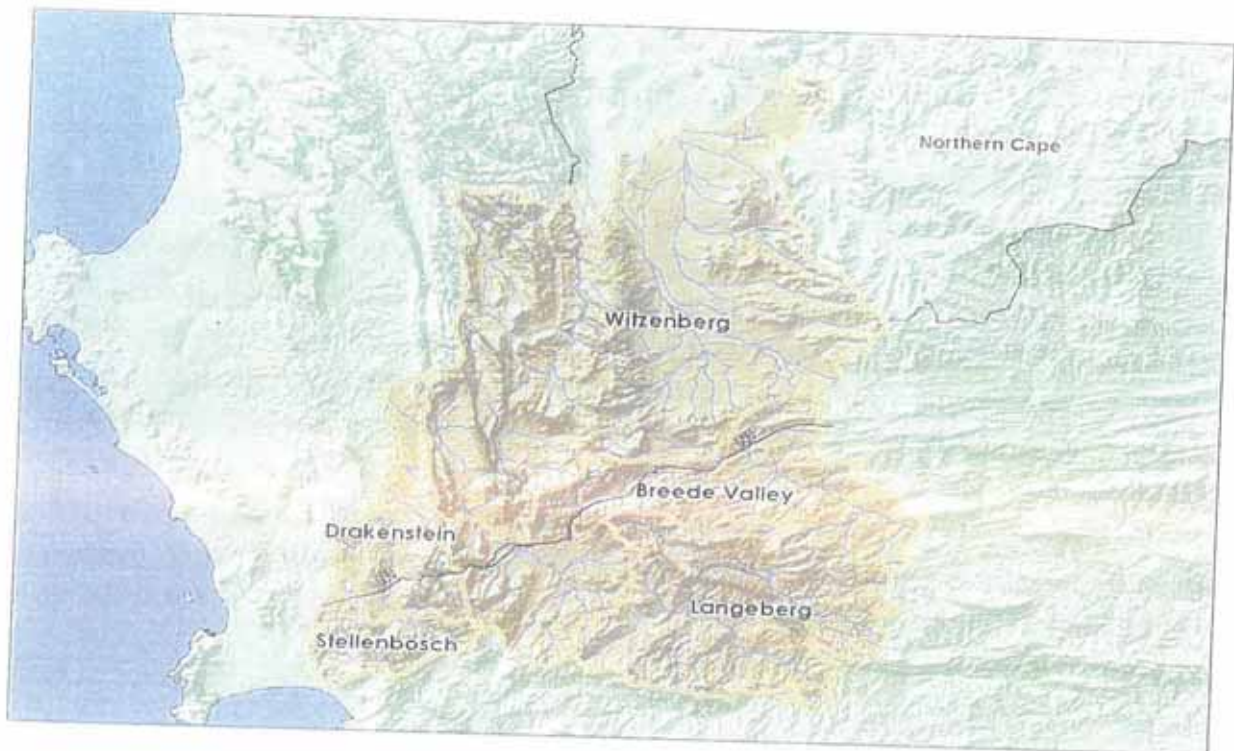 Northern Cape
Witzenberg
Breede Valley
Drakenstein
Langeberg
Stellenbosch